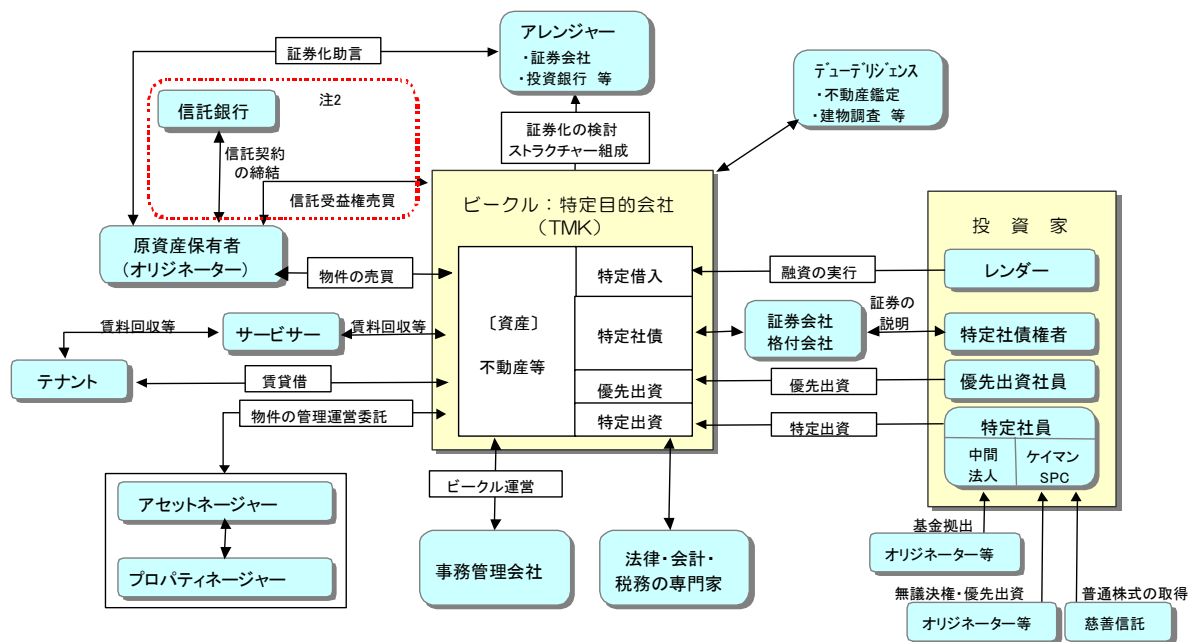 アレンジャー
・証券会社
・投資銀行 等
証券化助言
デューデリジェンス
・不動産鑑定
・建物調査 等
注2
信託銀行
証券化の検討
ストラクチャー組成
信託契約
の締結
信託受益権売買
ビークル：特定目的会社
（TMK）
投　資　家
原資産保有者
（オリジネーター）
物件の売買
〔資産〕
不動産等
特定借入
特定社債
優先出資
特定出資
融資の実行
レンダー
証券会社
格付会社
証券の
説明
特定社債権者
賃料回収等
サービサー
賃料回収等
テナント
賃貸借
優先出資
優先出資社員
物件の管理運営委託
特定出資
特定社員
中間
法人
ケイマン
SPC
アセットネージャー
プロパティネージャー
ビークル運営
事務管理会社
法律・会計・
税務の専門家
基金拠出
オリジネーター等
無議決権・優先出資
オリジネーター等
普通株式の取得
慈善信託